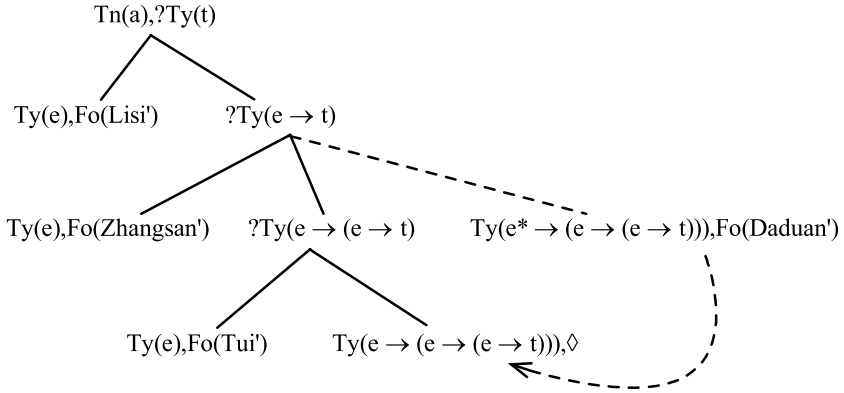 Tn(a),?Ty(t)
Ty(e),Fo(Lisi') ?Ty(e → t)
Ty(e),Fo(Zhangsan') ?Ty(e → (e → t) Ty(e* → (e → (e → t))),Fo(Daduan')
Ty(e),Fo(Tui') Ty(e → (e → (e → t))),◊